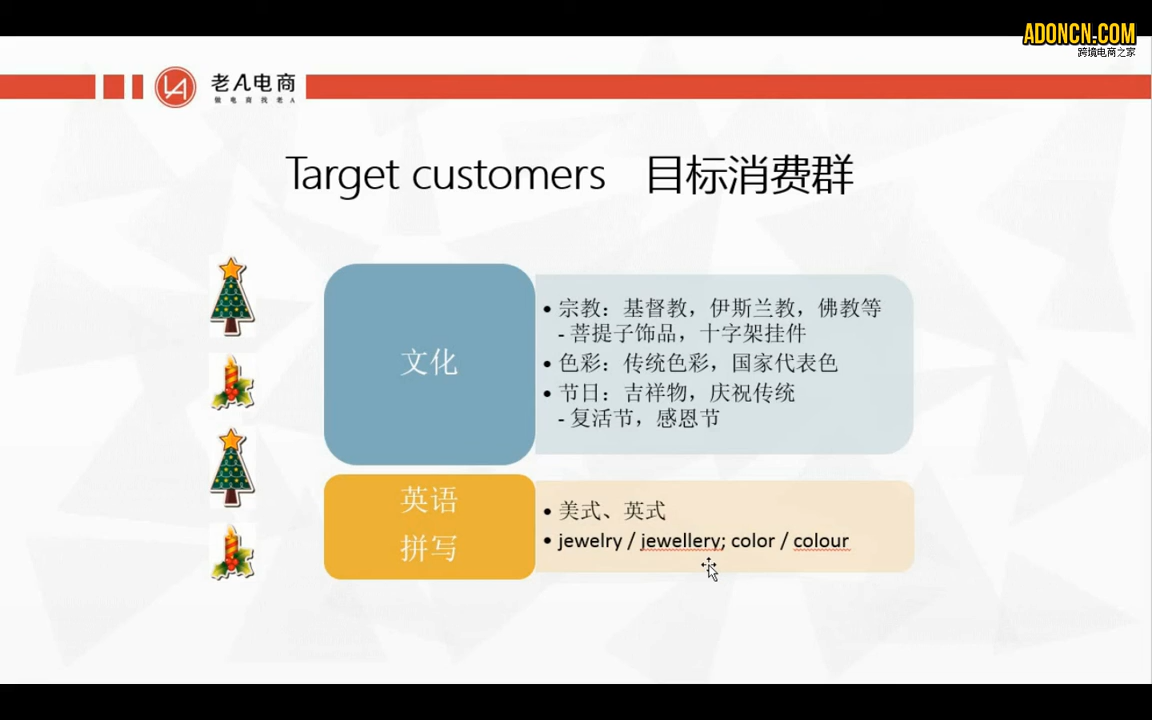 ADONCN.COM
跨境电商之家
老A电商
做电商找老A
Target customers 目标消费群
文化
• 宗教：基督教，伊斯兰教，佛教等
- 菩提子饰品，十字架挂件
• 色彩：传统色彩，国家代表色
• 节日：吉祥物，庆祝传统
- 复活节，感恩节
英语
拼写
• 美式、英式
• jewelry / jewellery; color / colour